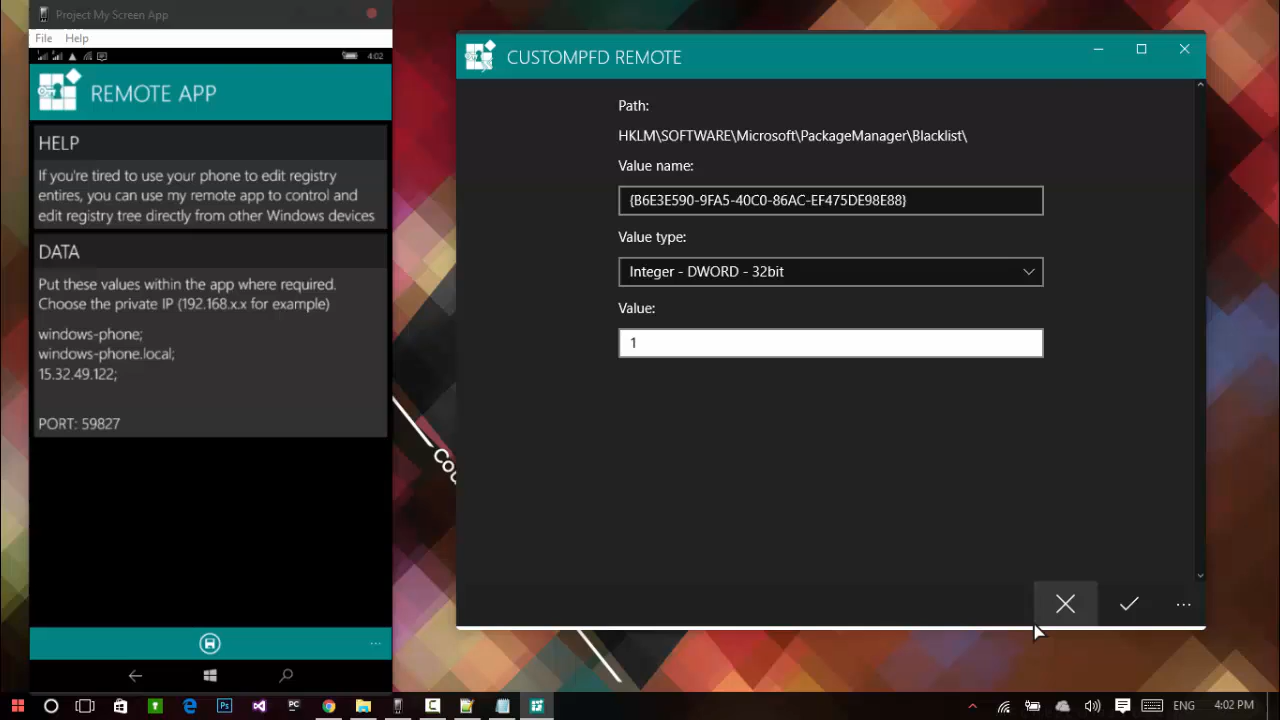 Project My Screen App
File Help
4:02
REMOTE APP
HELP
If you're tired to use your phone to edit registry
entires, you can use my remote app to control and
edit registry tree directly from other Windows devices
DATA
Put these values within the app where required.
Choose the private IP (192.168.x.x for example)
windows-phone;
windows-phone.local;
15.32.49.122;
PORT: 59827
CUSTOMPFD REMOTE
Path:
HKLM\SOFTWARE\Microsoft\PackageManager\Blacklist\
Value name:
{B6E3E590-9FA5-40C0-86AC-EF475DE98E88}
Value type:
Integer - DWORD - 32bit
Value:
1
Ps
PC
ENG
4:02 PM